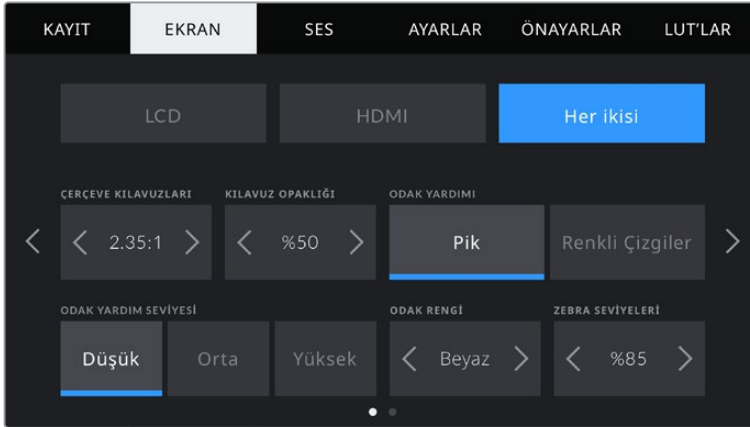 KAYIT EKRAN SES AYARLAR ÖNAYARLAR LUT'LAR
LCD HDMI Her ikisi
ÇERÇEVE KILAVUZLARI KILAVUZ OPAKLIĞI ODAK YARDIMI
2.35:1 %50 Pik Renkli Çizgiler
ODAK YARDIM SEVİYESİ ODAK RENGİ ZEBRA SEVİYELERİ
Düşük Orta Yüksek Beyaz %85